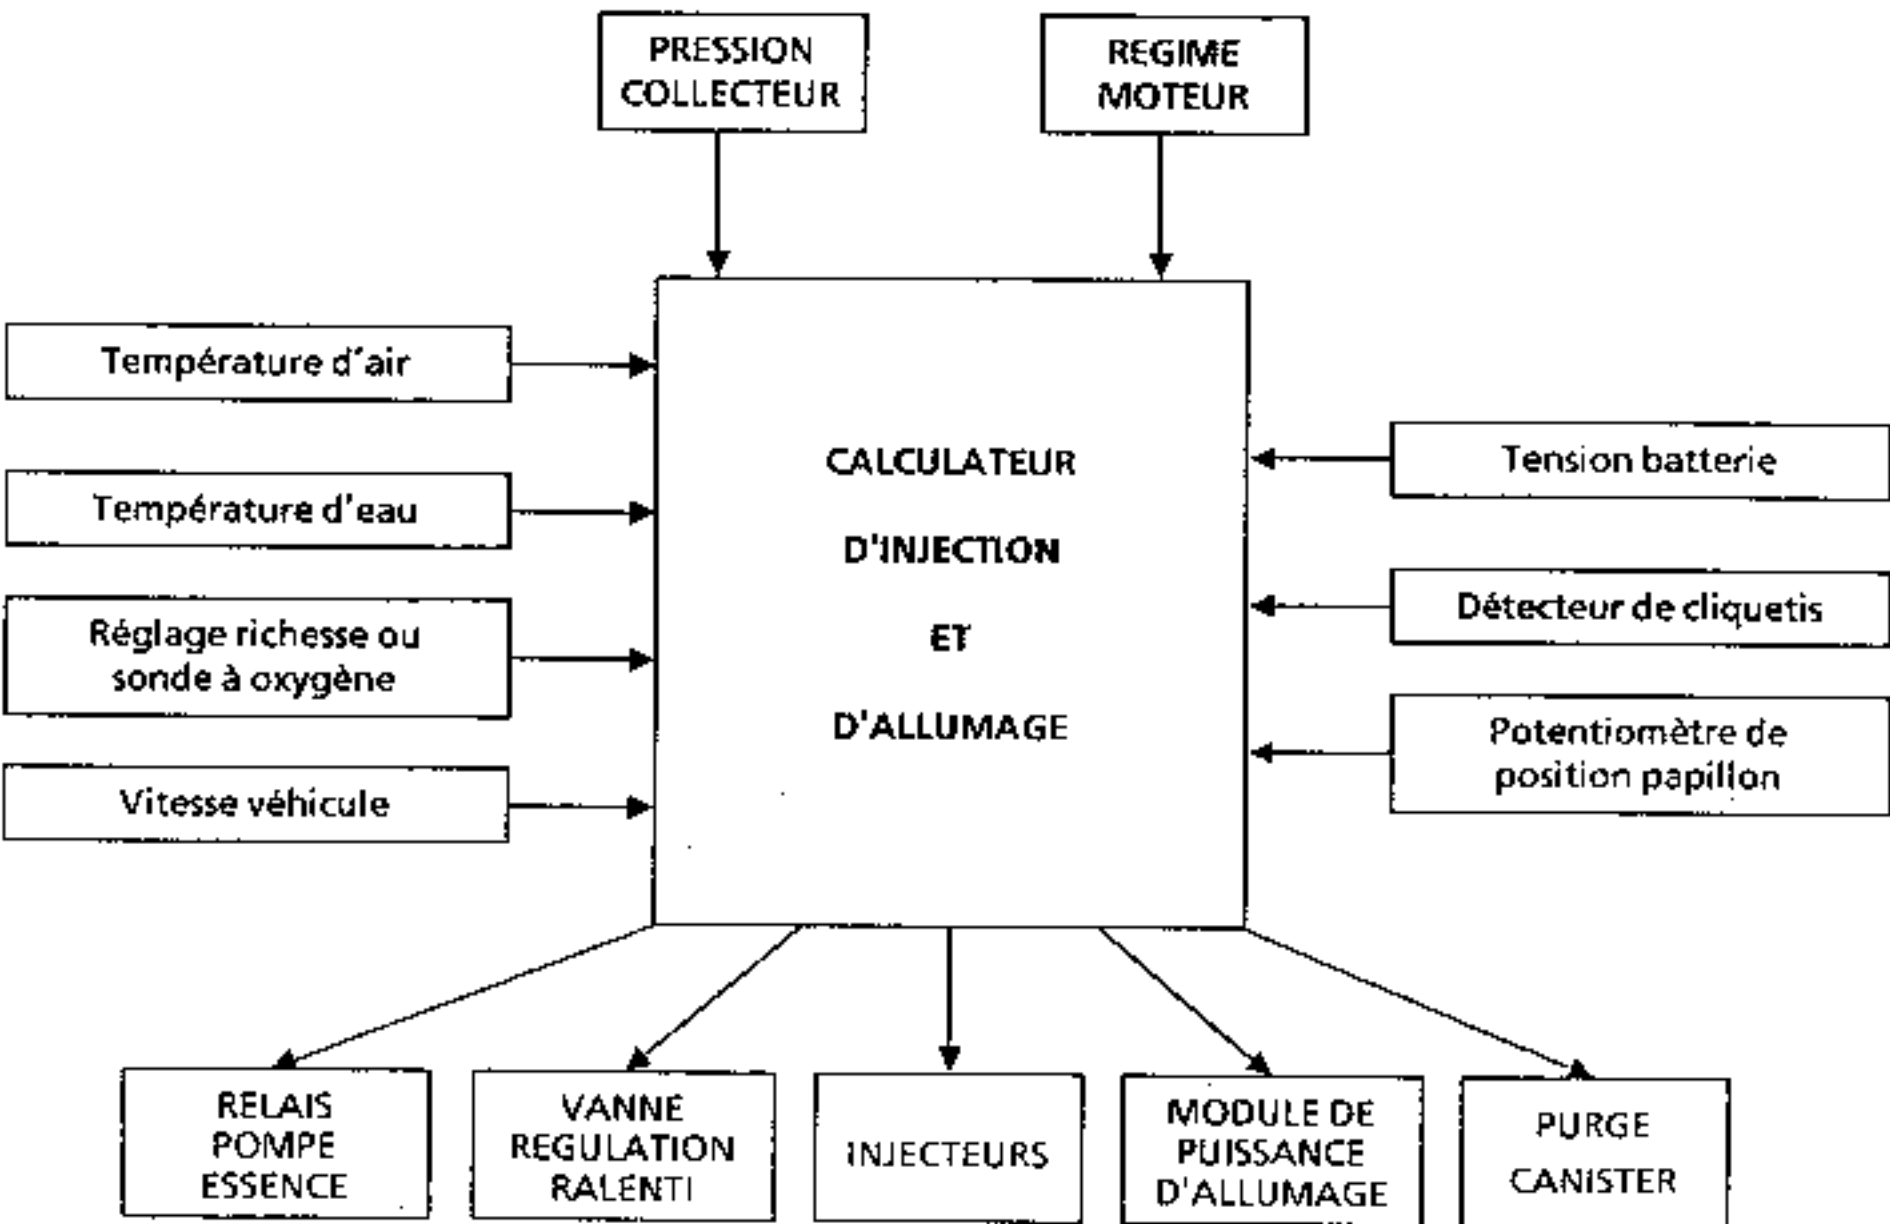 PRESSION
COLLECTEUR
REGIME
MOTEUR
Température d'air
Température d'eau
Réglage richesse ou
sonde à oxygène
Vitesse véhicule
CALCULATEUR
D'INJECTION
ET
D'ALLUMAGE
Tension batterie
Détecteur de cliquetis
Potentiomètre de
position papillon
RELAIS
POMPE
ESSENCE
VANNE
REGULATION
RALENTI
INJECTEURS
MODULE DE
PUISSANCE
D'ALLUMAGE
PURGE
CANISTER